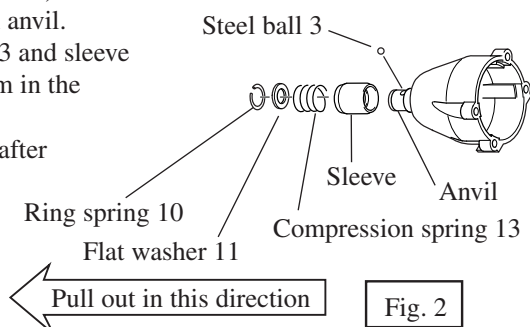 anvil.
3 and sleeve
m in the
after
Steel ball 3
Sleeve
Anvil
Ring spring 10
Compression spring 13
Flat washer 11
Pull out in this direction
Fig. 2